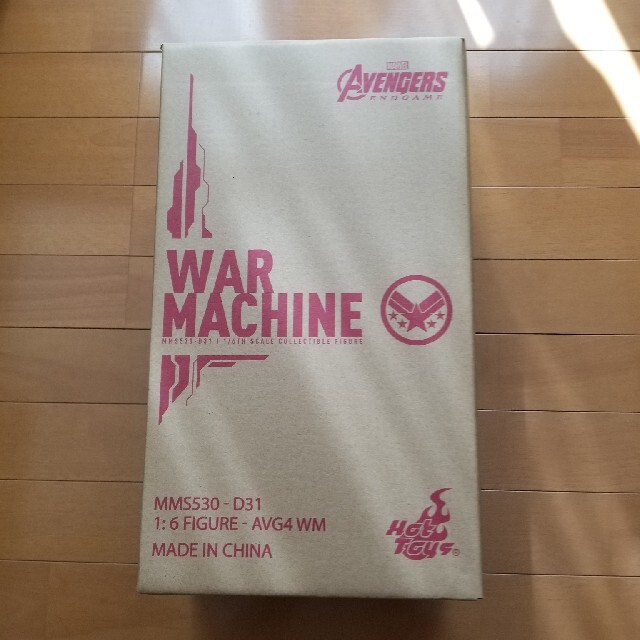 MARVEL
AVENGERS
ENDGAME
WAR
MACHINE
MMS530-D31 | 1/6TH SCALE COLLECTIBLE FIGURE
MMS530 - D31
1: 6 FIGURE - AVG4 WM
MADE IN CHINA
Hot
Toys®